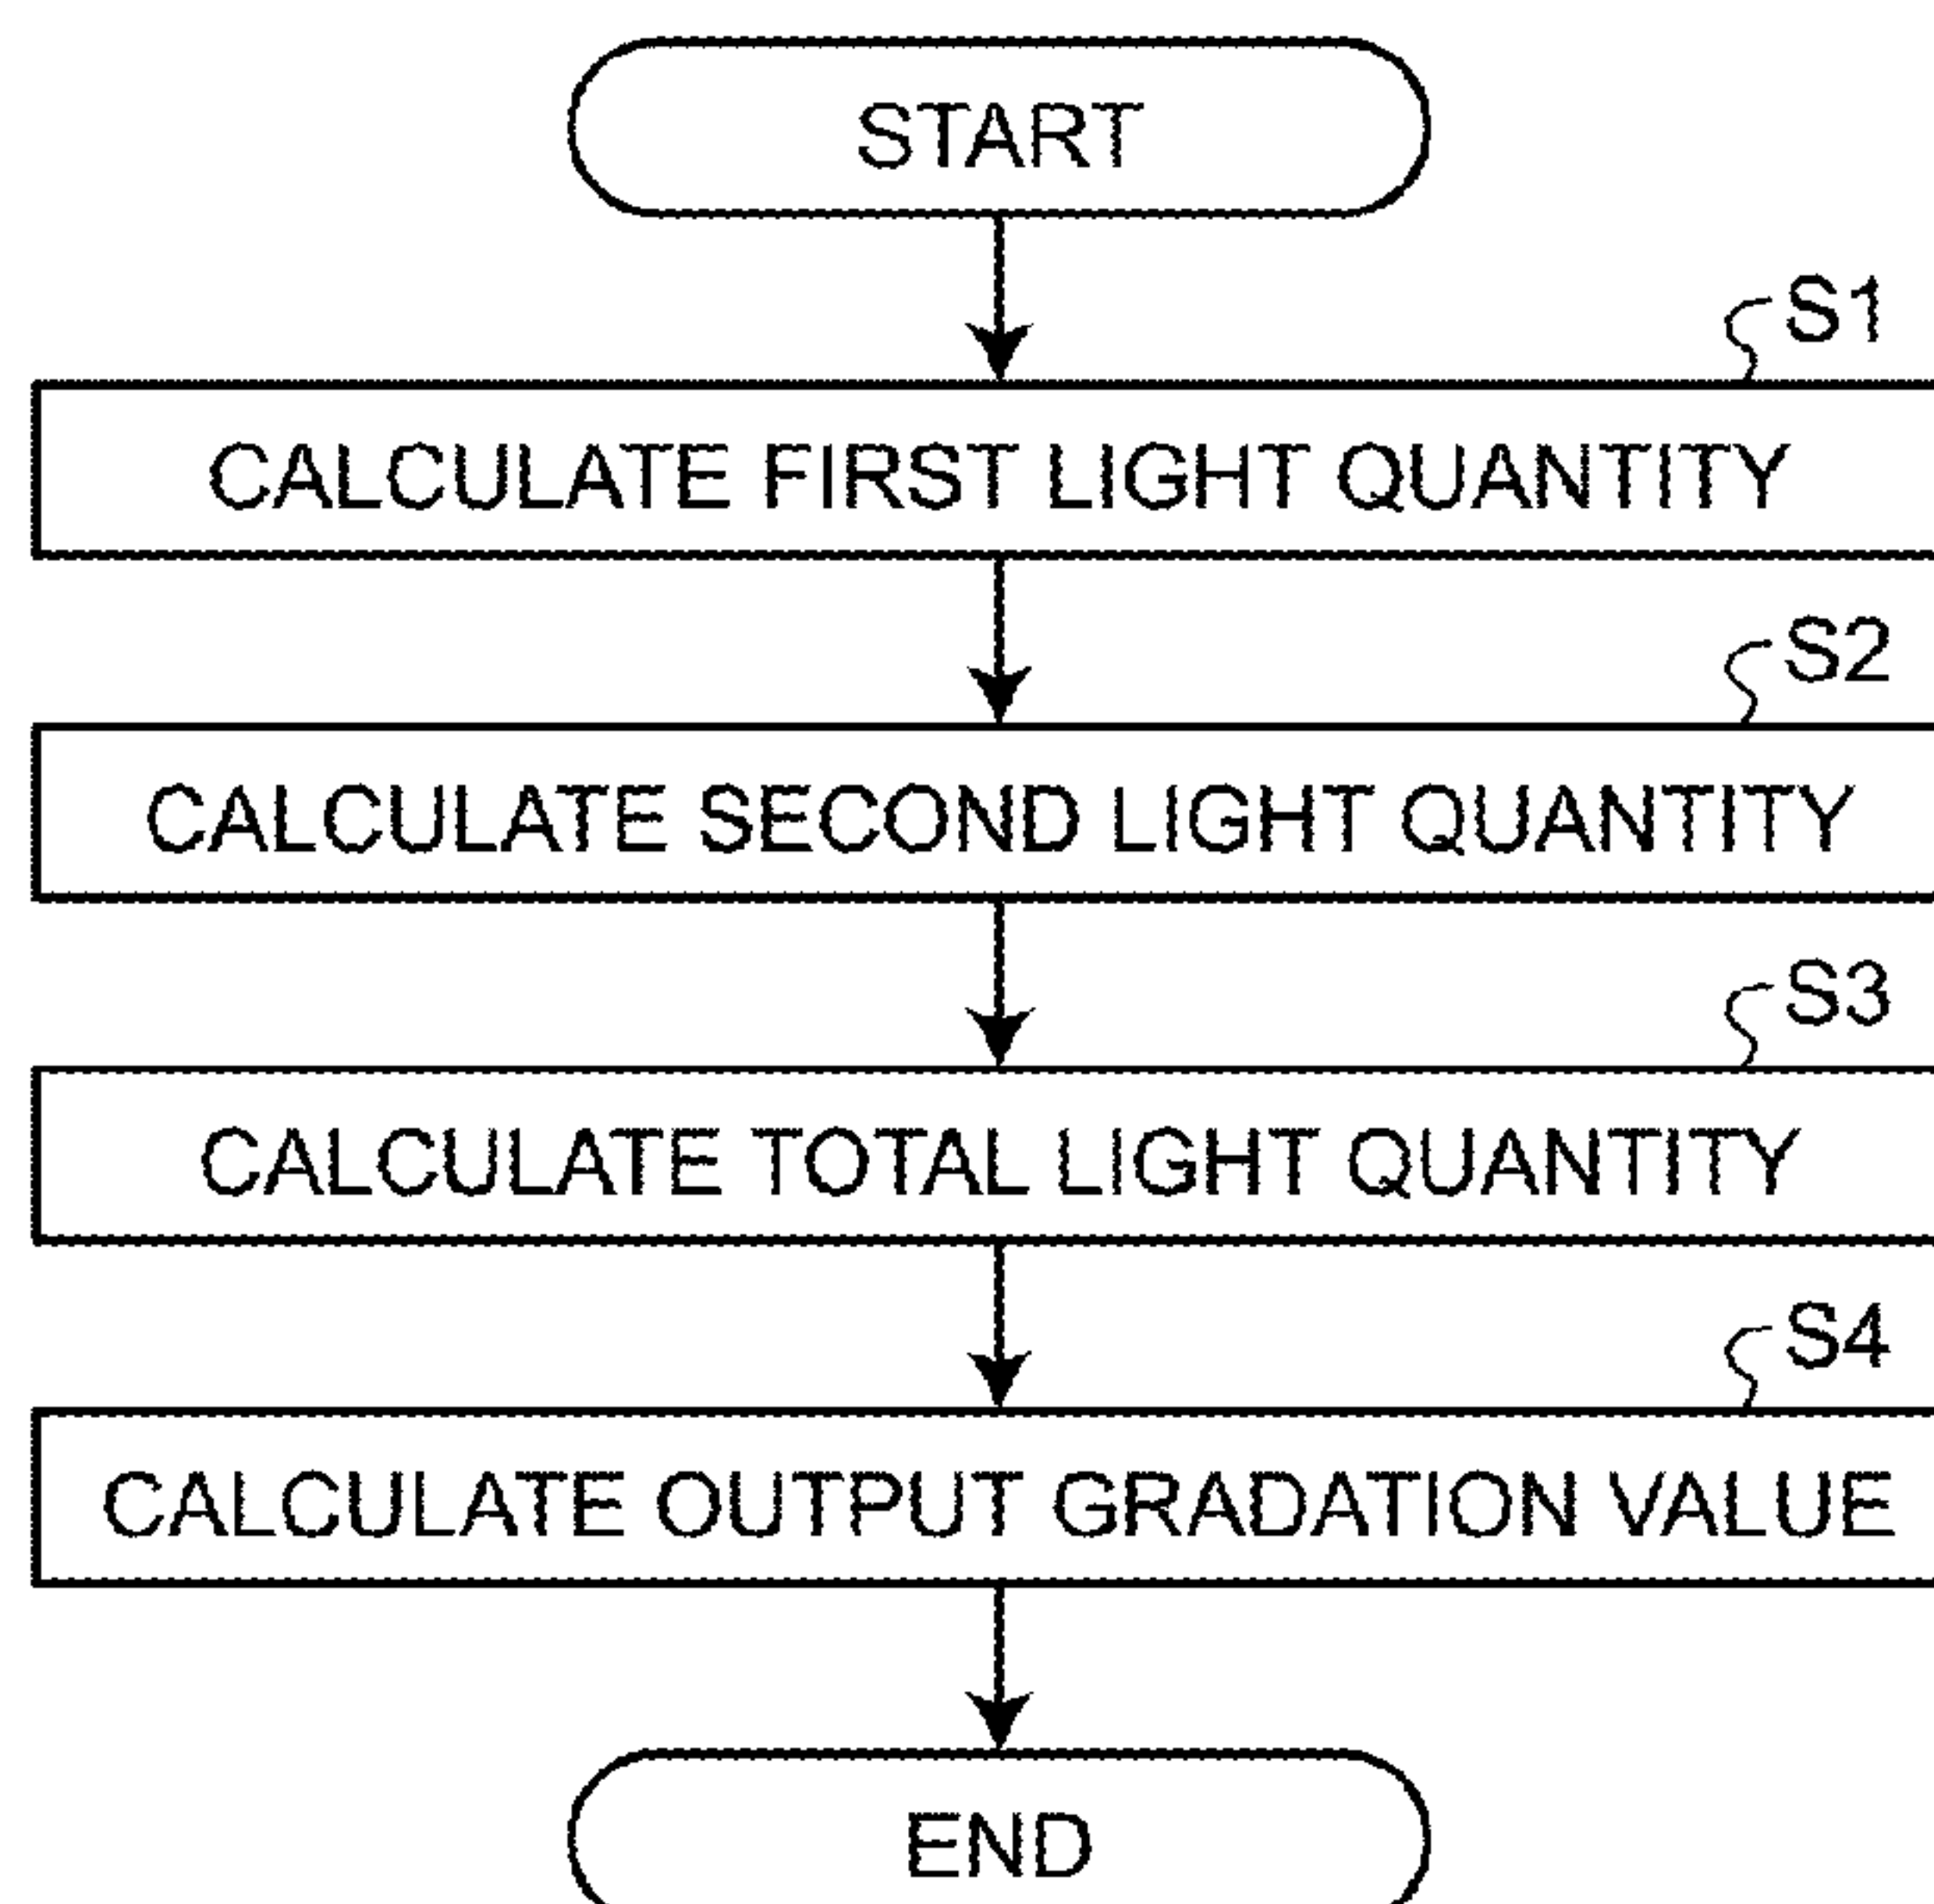 START
S1
CALCULATE FIRST LIGHT QUANTITY
S2
CALCULATE SECOND LIGHT QUANTITY
S3
CALCULATE TOTAL LIGHT QUANTITY
S4
CALCULATE OUTPUT GRADATION VALUE
END